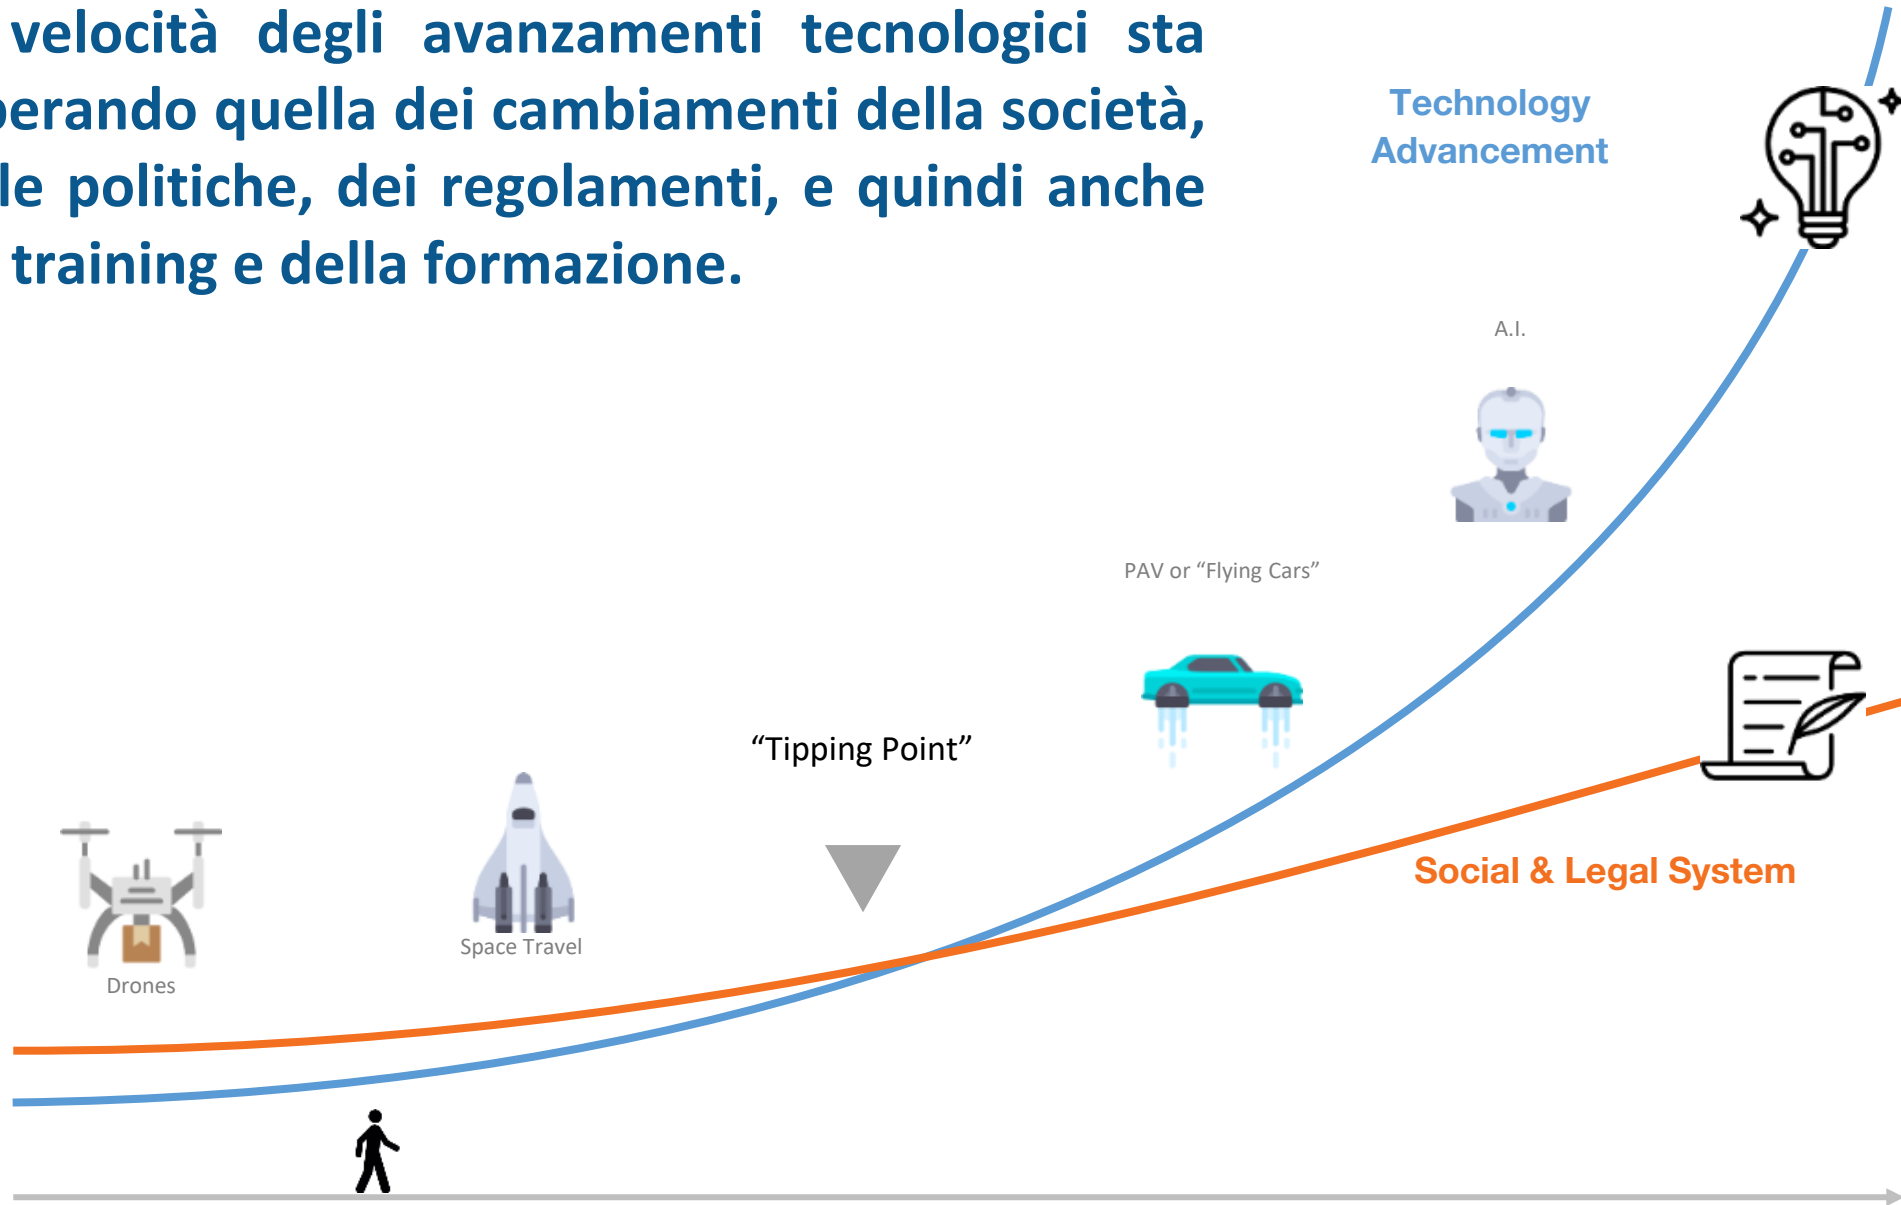 velocità degli avanzamenti tecnologici sta
perando quella dei cambiamenti della società,
le politiche, dei regolamenti, e quindi anche
training e della formazione.
Technology
Advancement
A.I.
PAV or “Flying Cars”
“Tipping Point”
Social & Legal System
Space Travel
Drones